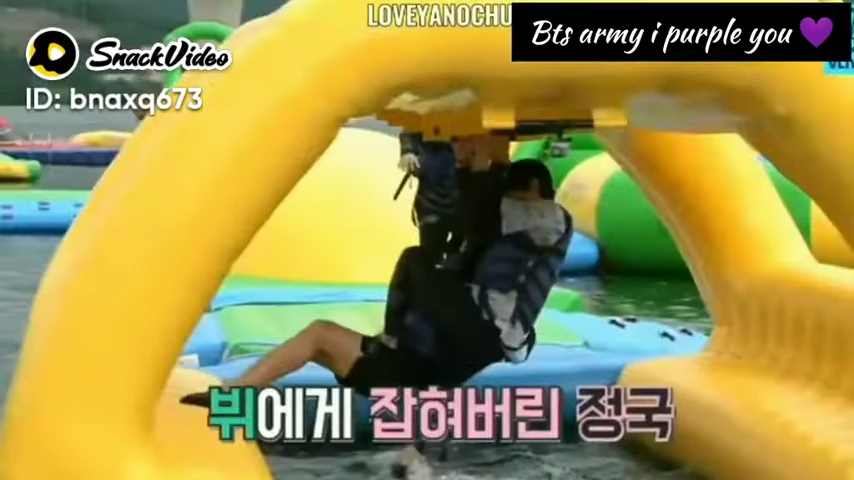 LOVEYANOCHU
Bts army i purple you💜
SnackVideo
ID: bnaxq673
뷔에게 잡혀버린 정국